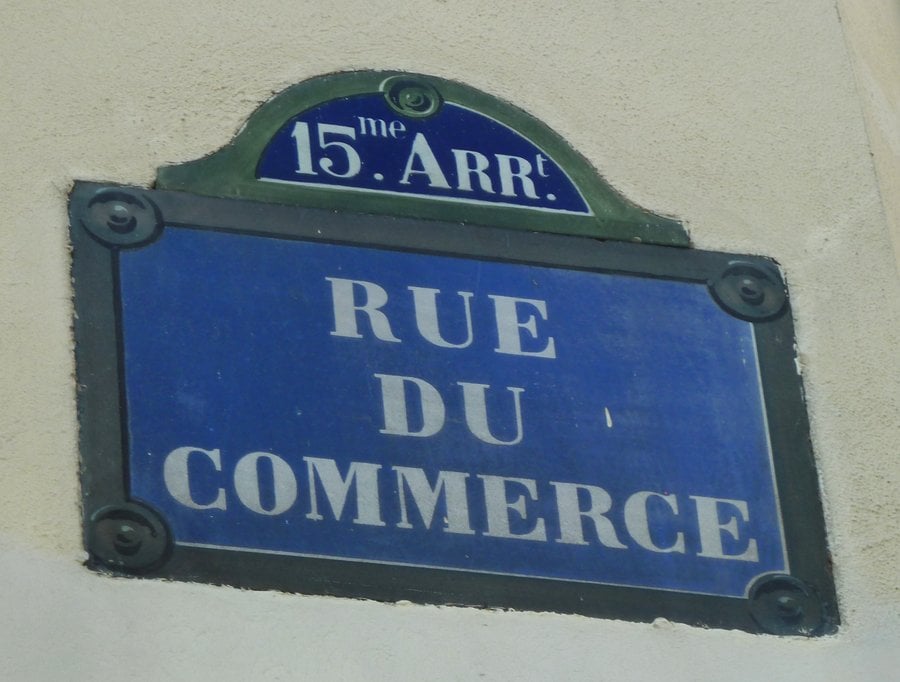 15me. ARRt.
RUE
DU
COMMERCE